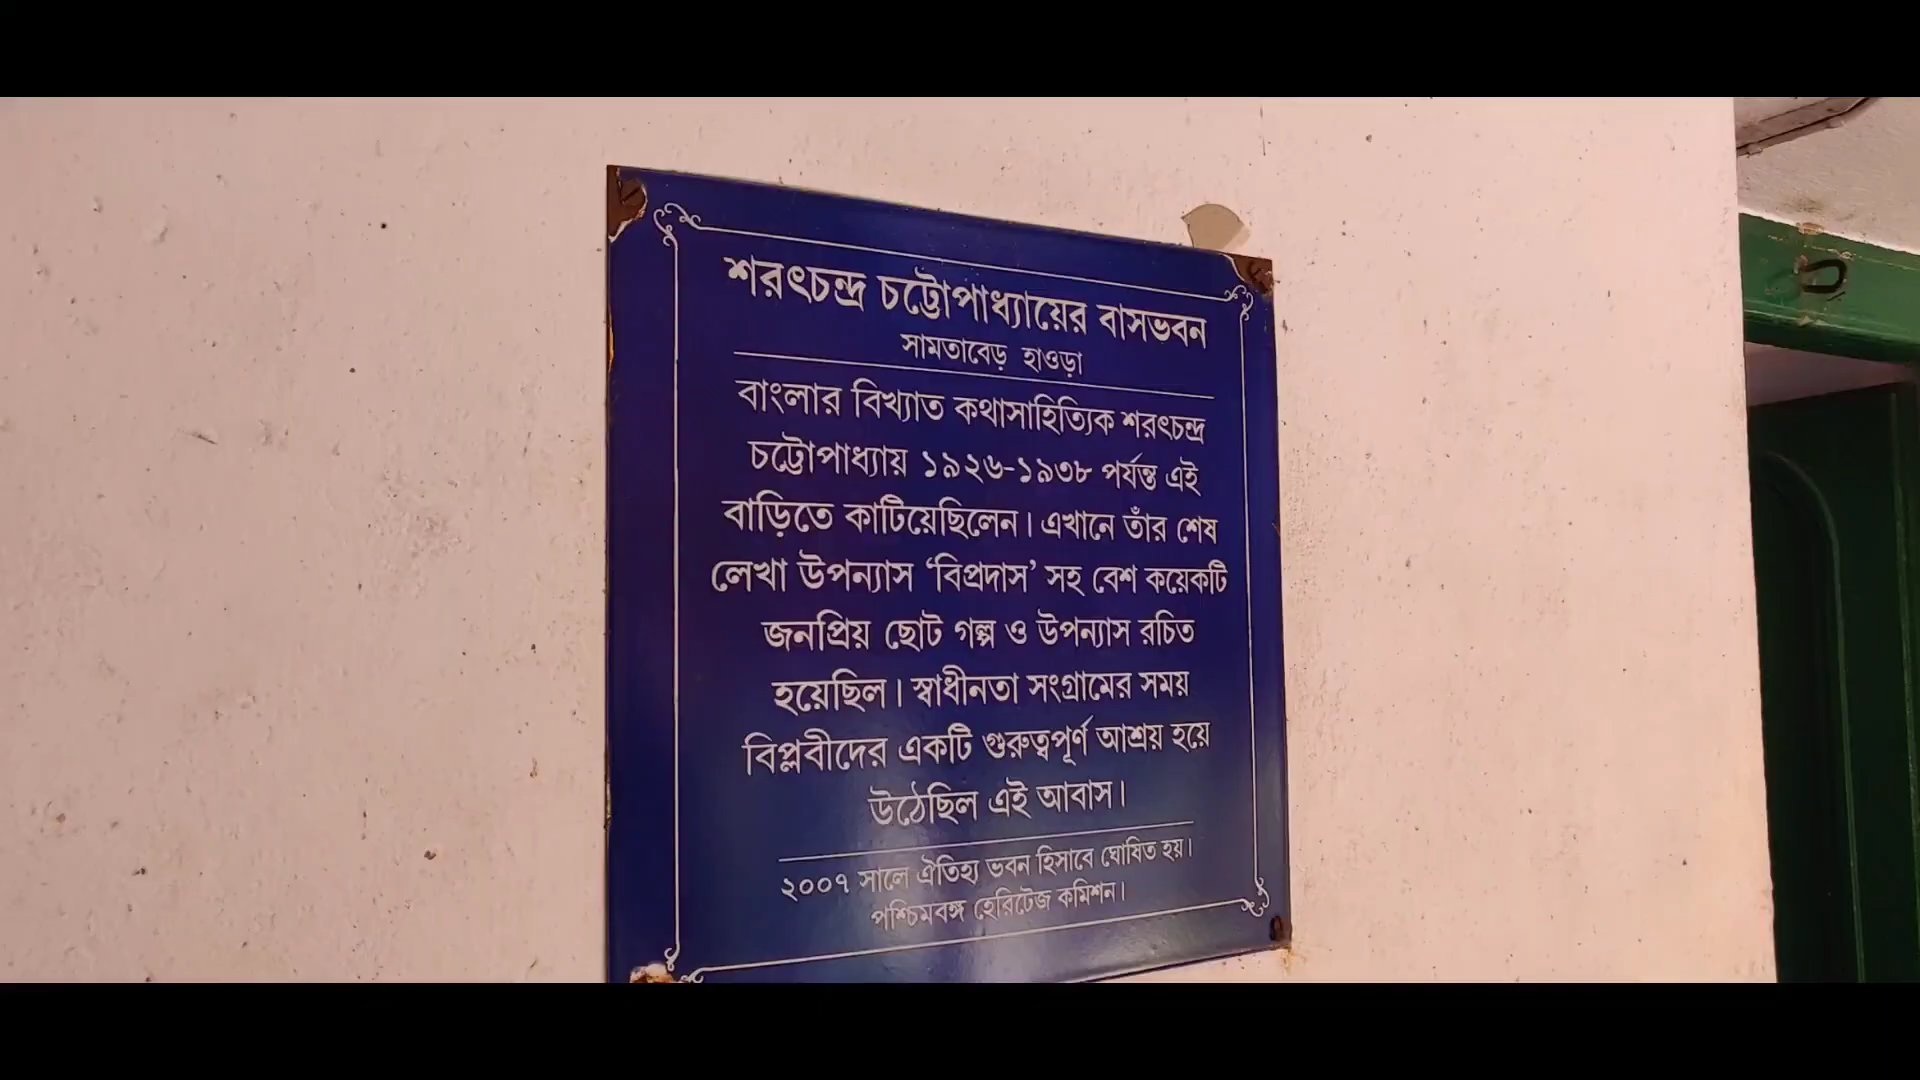 শরৎচন্দ্র চট্টোপাধ্যায়ের বাসভবন
সামতাবেড় হাওড়া
বাংলার বিখ্যাত কথাসাহিত্যিক শরৎচন্দ্র
চট্টোপাধ্যায় ১৯২৬-১৯৩৮ পর্যন্ত এই
বাড়িতে কাটিয়েছিলেন। এখানে তাঁর শেষ
লেখা উপন্যাস ‘বিপ্রদাস’ সহ বেশ কয়েকটি
জনপ্রিয় ছোট গল্প ও উপন্যাস রচিত
হয়েছিল। স্বাধীনতা সংগ্রামের সময়
বিপ্লবীদের একটি গুরুত্বপূর্ণ আশ্রয় হয়ে
উঠেছিল এই আবাস।
২০০৭ সালে ঐতিহ্য ভবন হিসাবে ঘোষিত হয়।
পশ্চিমবঙ্গ হেরিটেজ কমিশন।